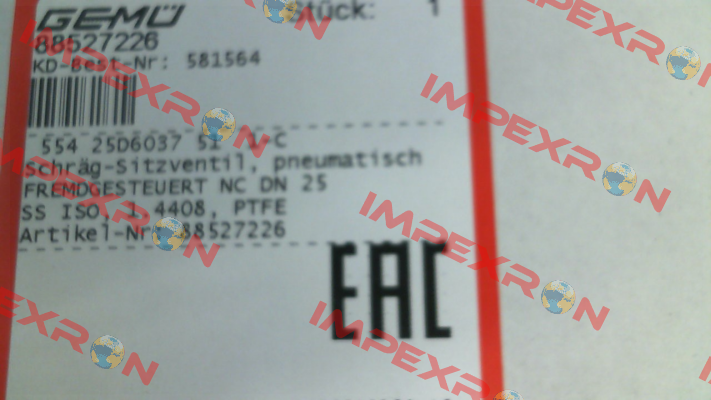 GEMÜ Stück: 1
88527226
KD-Best-Nr: 581564
554 25D6037 51 1-C
Schräg-Sitzventil, pneumatisch
FREMDGESTEUERT NC DN 25
SS ISO, 1.4408, PTFE
Artikel-Nr 88527226
EAC
IMPEXRON
IMPEXRON
IMPEXRON
IMPEXRON
IMPEXRON
IMPEXRON